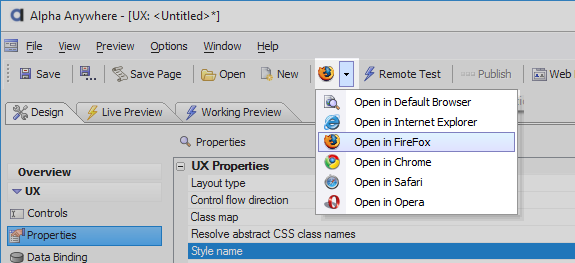 Alpha Anywhere - [UX: <Untitled>*]
File View Preview Options Window Help
Save Save Page Open New Remote Test Publish Web
Design Live Preview Working Preview
Open in Default Browser
Open in Internet Explorer
Open in FireFox
Open in Chrome
Open in Safari
Open in Opera
Overview
UX
Controls
Properties
Data Binding
Properties
UX Properties
Layout type
Control flow direction
Class map
Resolve abstract CSS class names
Style name